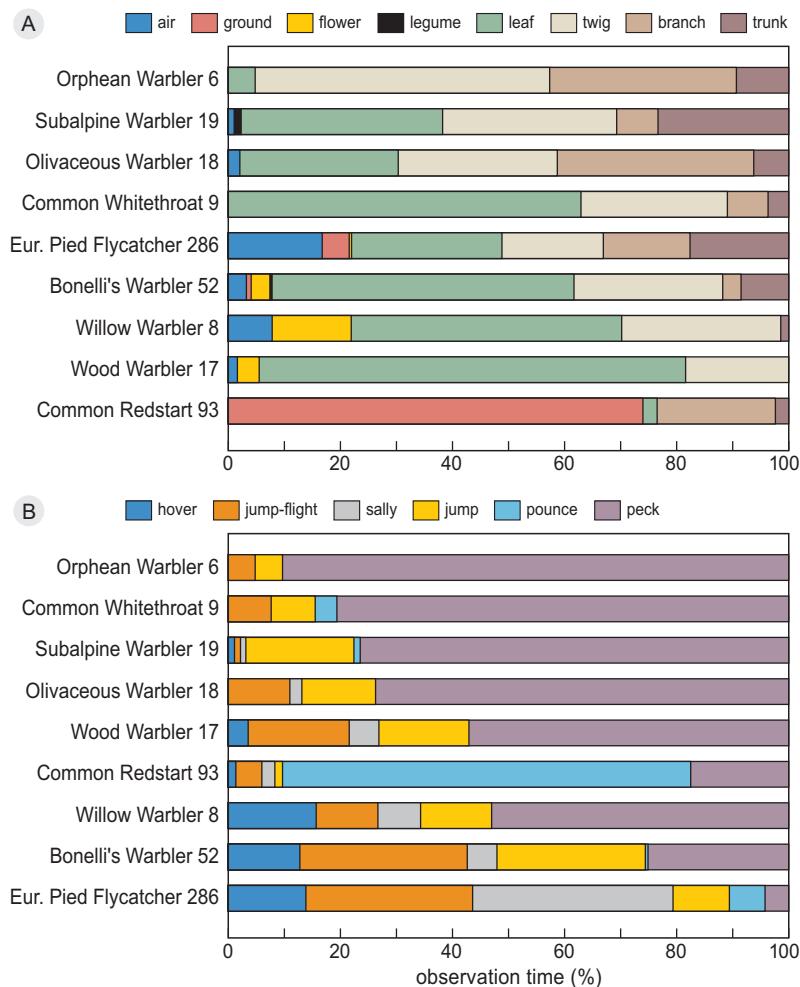 A
air ground flower legume leaf twig branch trunk
Orphean Warbler 6
Subalpine Warbler 19
Olivaceous Warbler 18
Common Whitethroat 9
Eur. Pied Flycatcher 286
Bonelli's Warbler 52
Willow Warbler 8
Wood Warbler 17
Common Redstart 93
0 20 40 60 80 100
B
hover jump-flight sally jump pounce peck
Orphean Warbler 6
Common Whitethroat 9
Subalpine Warbler 19
Olivaceous Warbler 18
Wood Warbler 17
Common Redstart 93
Willow Warbler 8
Bonelli's Warbler 52
Eur. Pied Flycatcher 286
0 20 40 60 80 100
observation time (%)